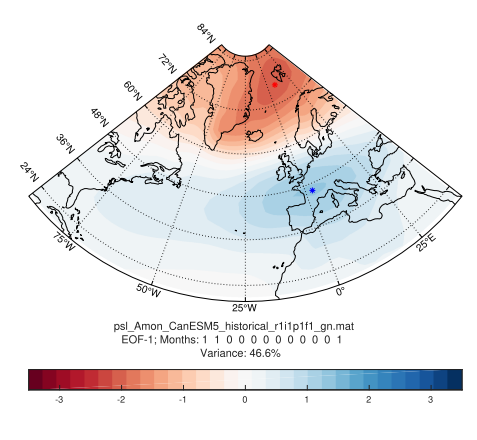 84°N
72°N
60°N
48°N
36°N
24°N
75°W
50°W
25°W
0°
25°E
psl_Amon_CanESM5_historical_r1i1p1f1_gn.mat
EOF-1; Months: 1 1 0 0 0 0 0 0 0 0 0 1
Variance: 46.6%
-3 -2 -1 0 1 2 3